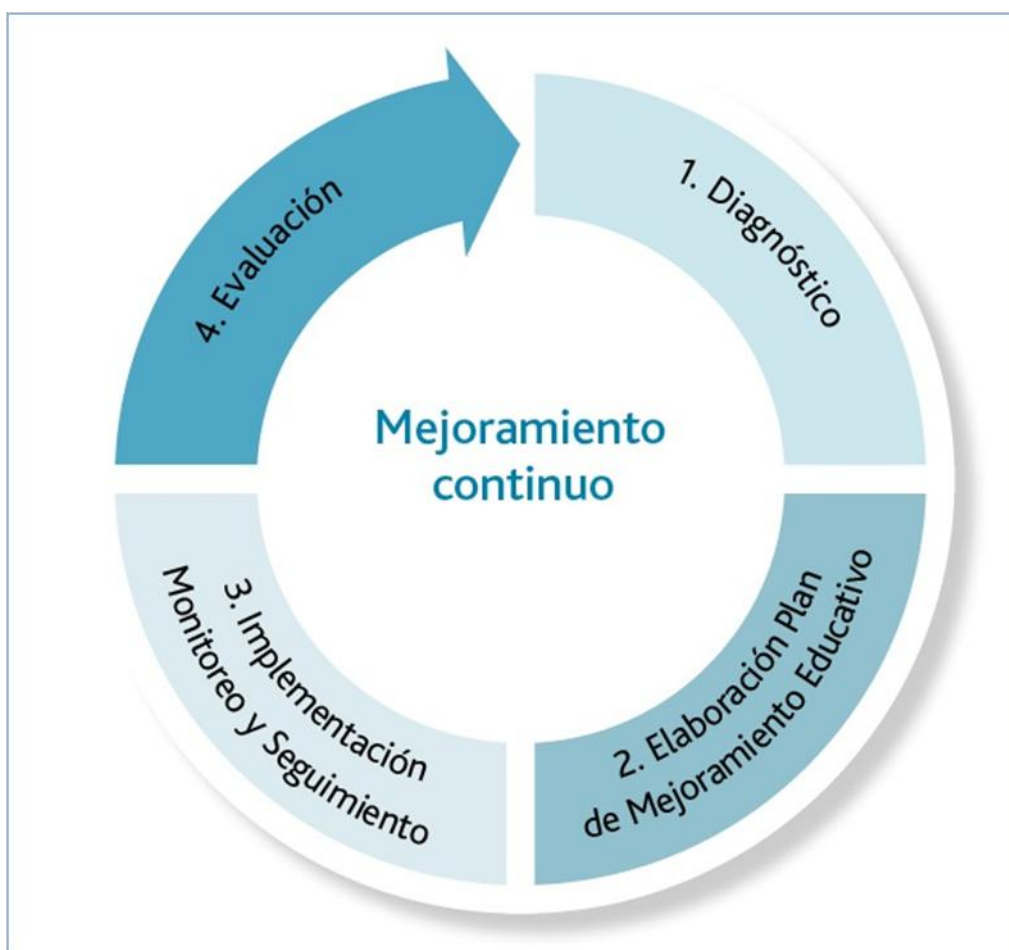 1. Diagnóstico
2. Elaboración Plan
de Mejoramiento Educativo
3. Implementación
Monitoreo y Seguimiento
4. Evaluación
Mejoramiento
continuo